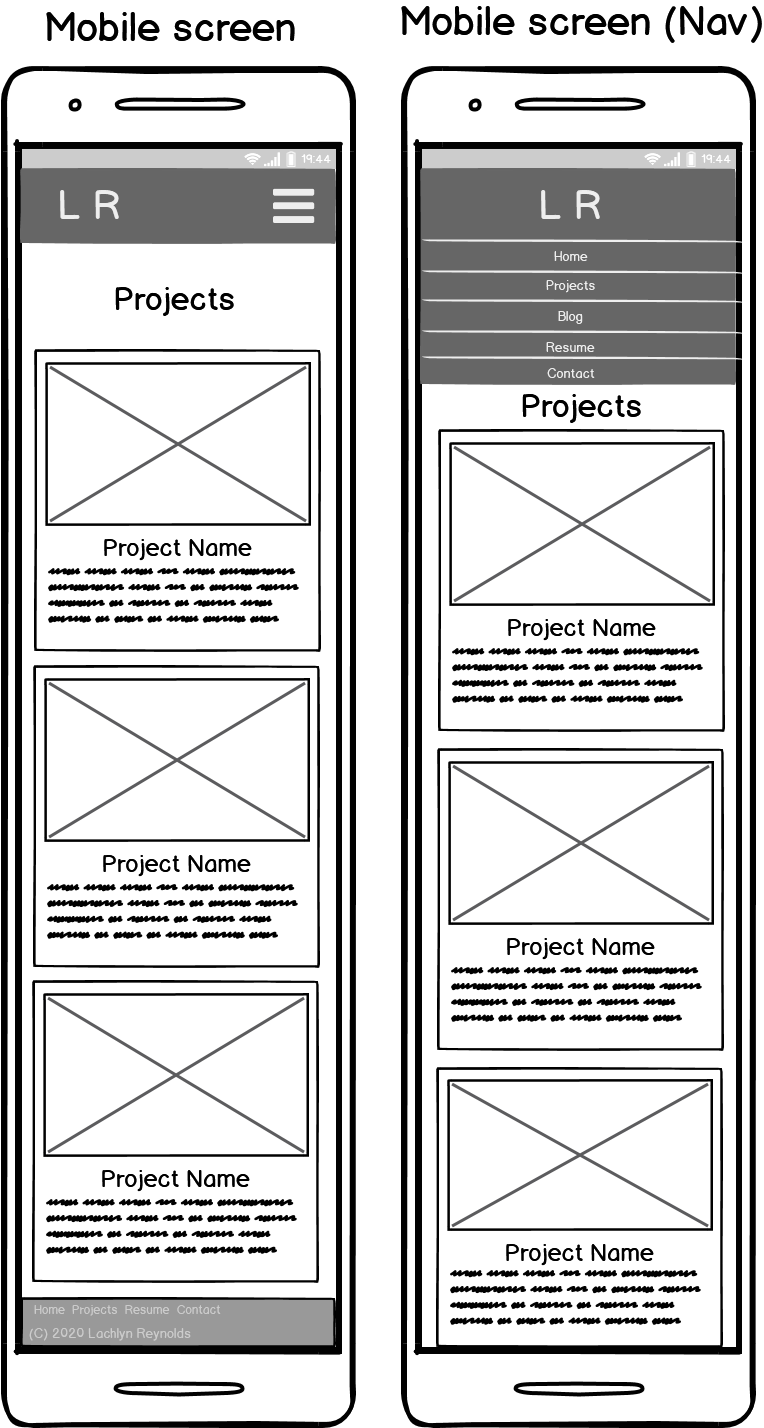 Mobile screen
19:44
L R
Projects
Project Name
Project Name
Project Name
Home Projects Resume Contact
(C) 2020 Lachlyn Reynolds
Mobile screen (Nav)
19:44
L R
Home
Projects
Blog
Resume
Contact
Projects
Project Name
Project Name
Project Name